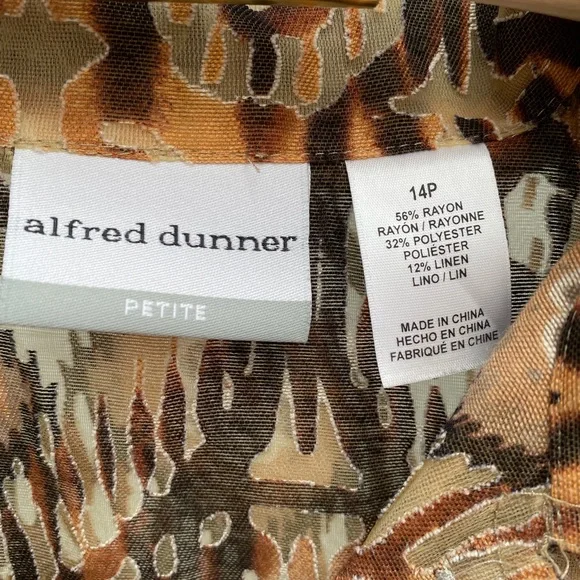 alfred dunner
PETITE
14P
56% RAYON
RAYÓN / RAYONNE
32% POLYESTER
POLIÉSTER
12% LINEN
LINO / LIN
MADE IN CHINA
HECHO EN CHINA
FABRIQUÉ EN CHINE